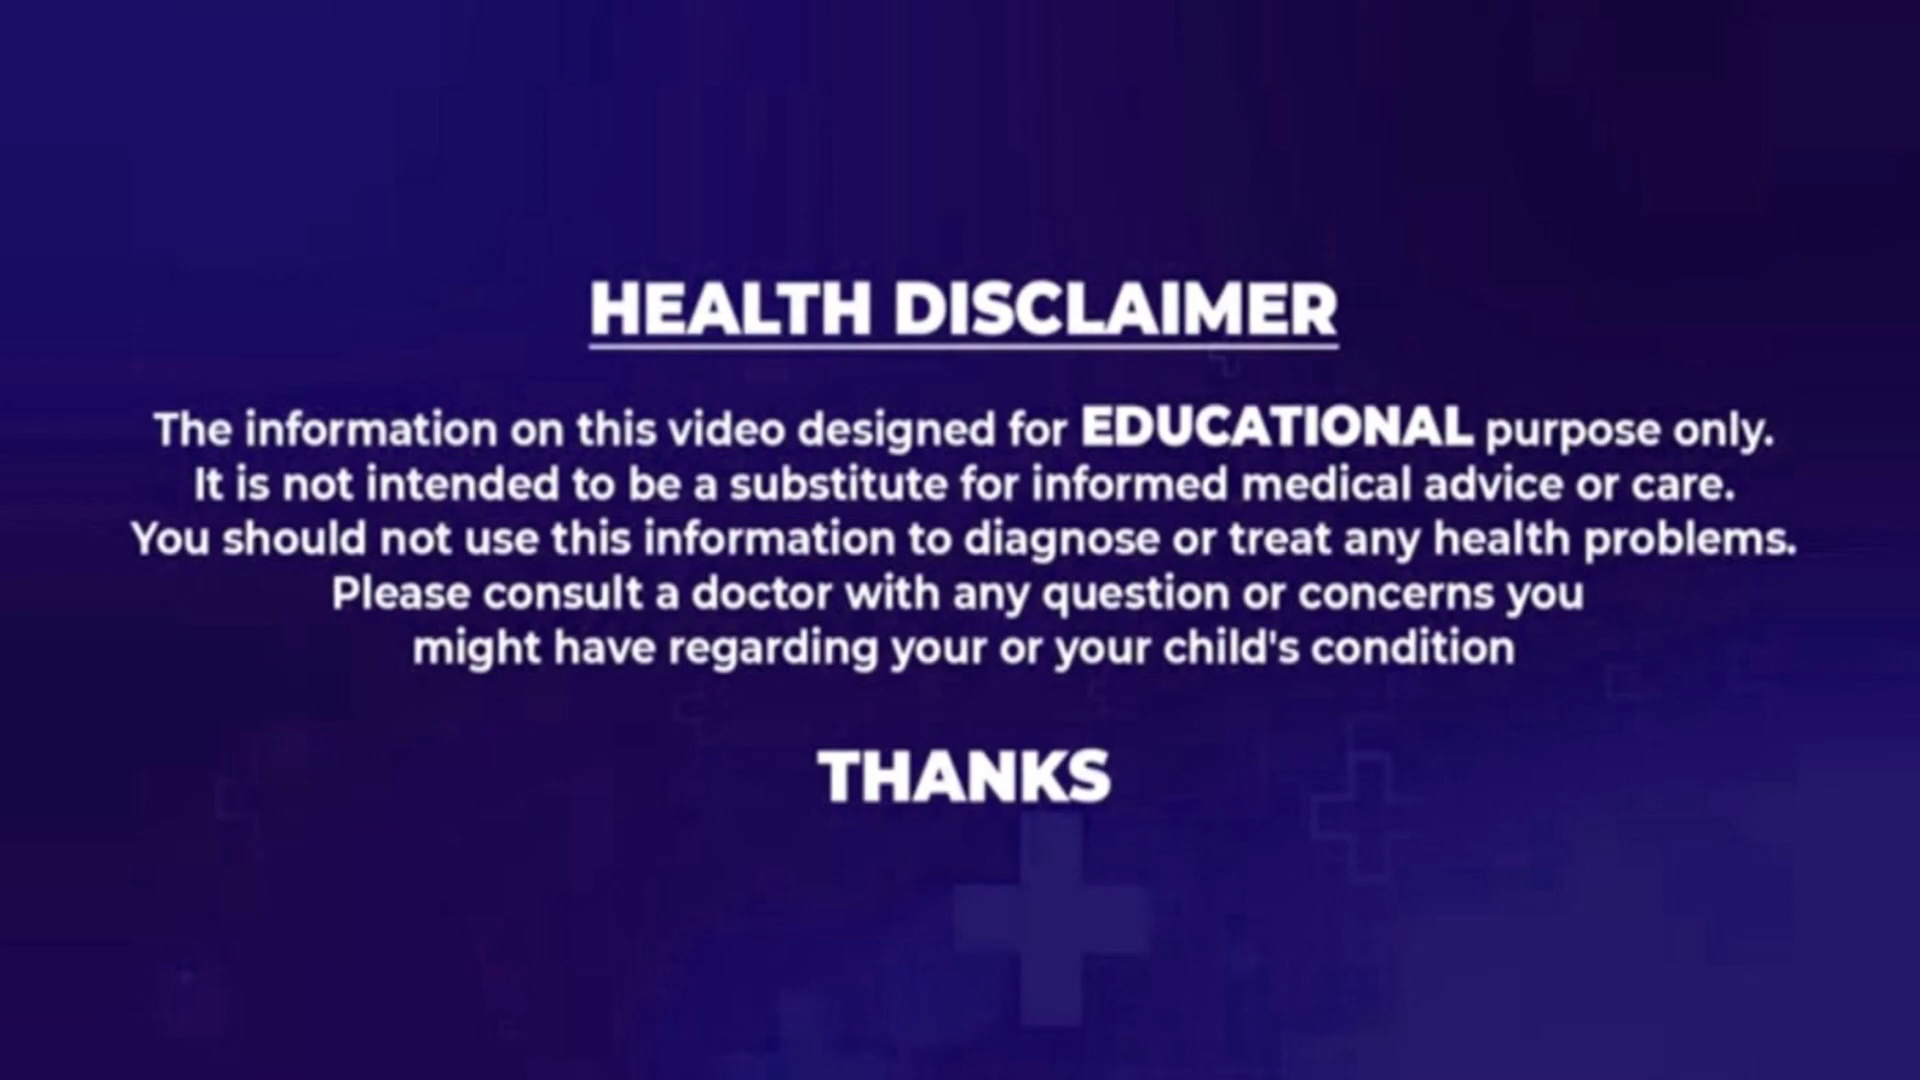 HEALTH DISCLAIMER
The information on this video designed for EDUCATIONAL purpose only.
It is not intended to be a substitute for informed medical advice or care.
You should not use this information to diagnose or treat any health problems.
Please consult a doctor with any question or concerns you
might have regarding your or your child's condition
THANKS